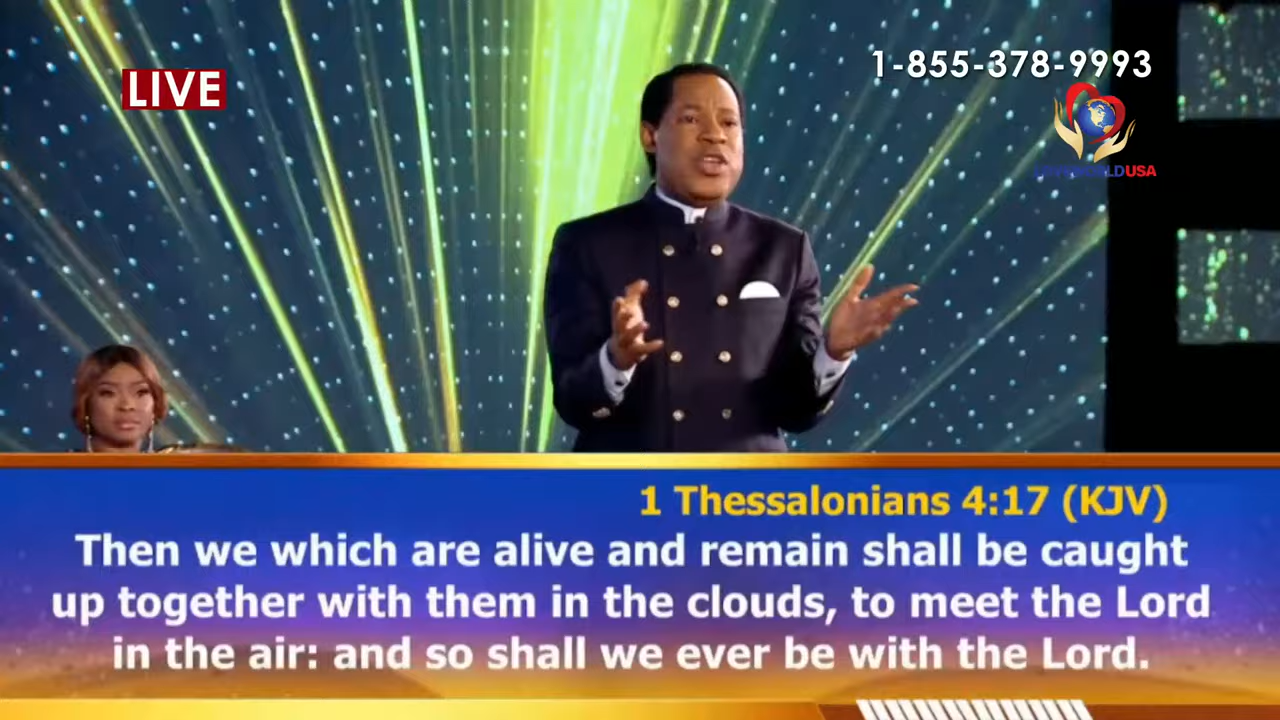 1-855-378-9993
LIVE
LOVEWORLDUSA
1 Thessalonians 4:17 (KJV)
Then we which are alive and remain shall be caught
up together with them in the clouds, to meet the Lord
in the air: and so shall we ever be with the Lord.